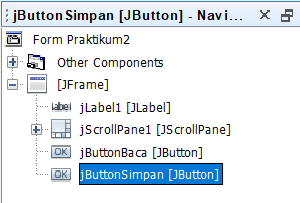 jButtonSimpan [JButton] - Navi...
Form Praktikum2
Other Components
[JFrame]
label jLabel1 [JLabel]
jScrollPane1 [JScrollPane]
OK jButtonBaca [JButton]
OK jButtonSimpan [JButton]